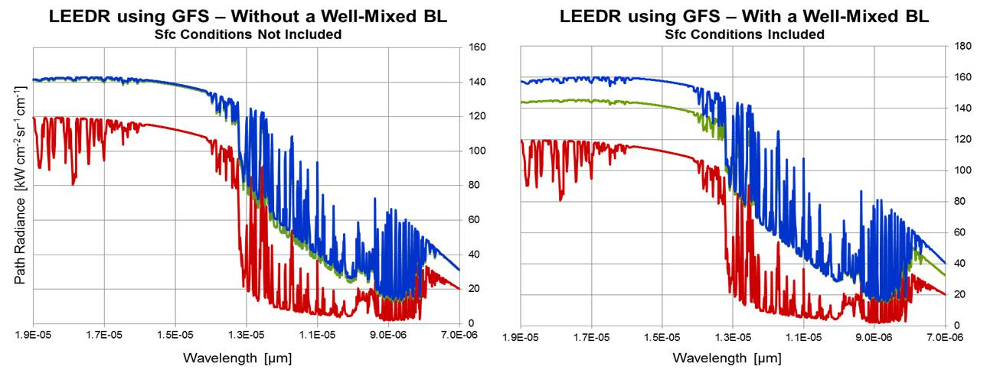 LEEDR using GFS – Without a Well-Mixed BL
Sfc Conditions Not Included
160
140
120
100
80
60
40
20
0
Path Radiance [kW cm-2 sr-1 cm-1]
1.9E-05 1.7E-05 1.5E-05 1.3E-05 1.1E-05 9.0E-06 7.0E-06
Wavelength [µm]
LEEDR using GFS – With a Well-Mixed BL
Sfc Conditions Included
180
160
140
120
100
80
60
40
20
0
1.9E-05 1.7E-05 1.5E-05 1.3E-05 1.1E-05 9.0E-06 7.0E-06
Wavelength [µm]